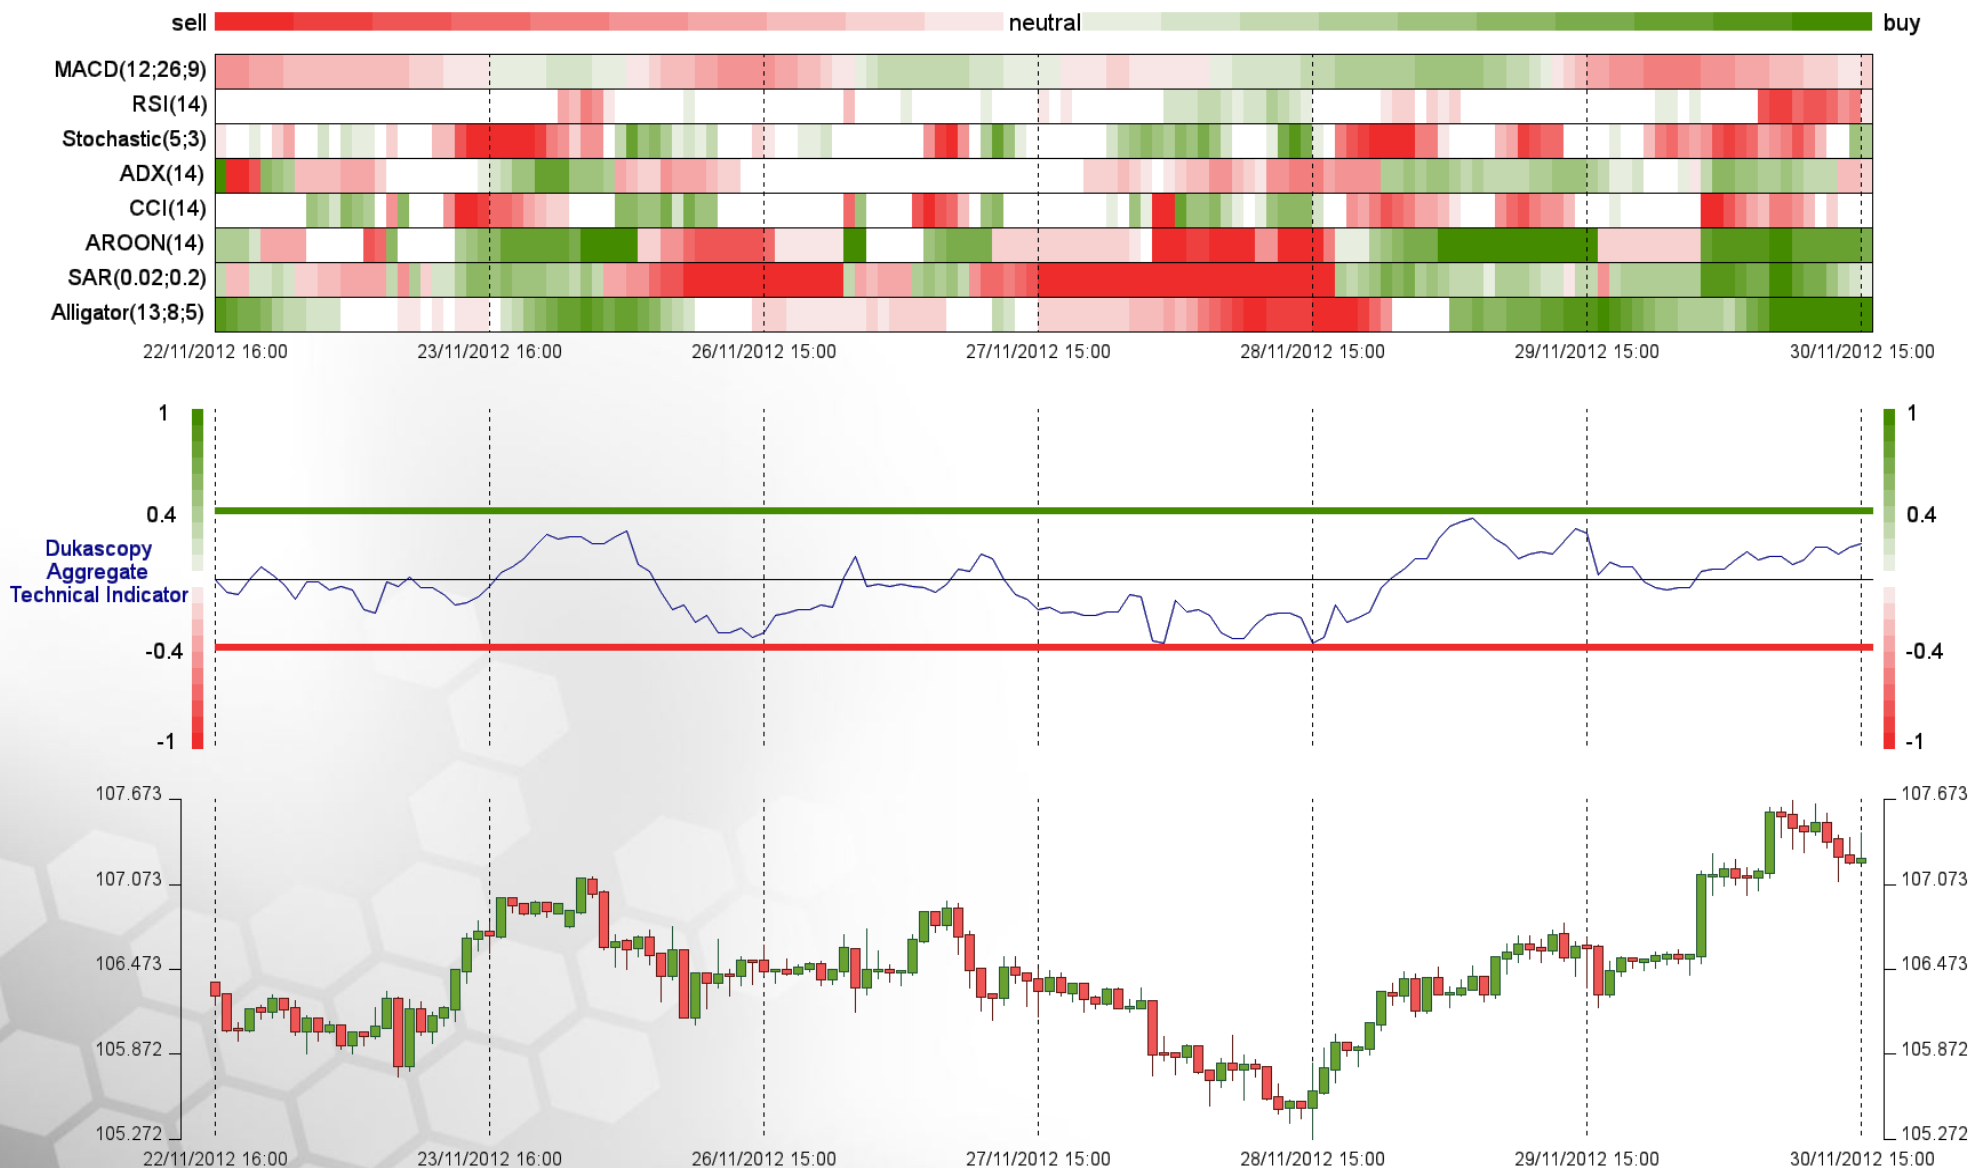 sell neutral buy
MACD(12;26;9)
RSI(14)
Stochastic(5;3)
ADX(14)
CCI(14)
AROON(14)
SAR(0.02;0.2)
Alligator(13;8;5)
22/11/2012 16:00 23/11/2012 16:00 26/11/2012 15:00 27/11/2012 15:00 28/11/2012 15:00 29/11/2012 15:00 30/11/2012 15:00
1 1
0.4 0.4
Dukascopy
Aggregate
Technical Indicator
-0.4 -0.4
-1 -1
107.673 107.673
107.073 107.073
106.473 106.473
105.872 105.872
105.272 105.272
22/11/2012 16:00 23/11/2012 16:00 26/11/2012 15:00 27/11/2012 15:00 28/11/2012 15:00 29/11/2012 15:00 30/11/2012 15:00